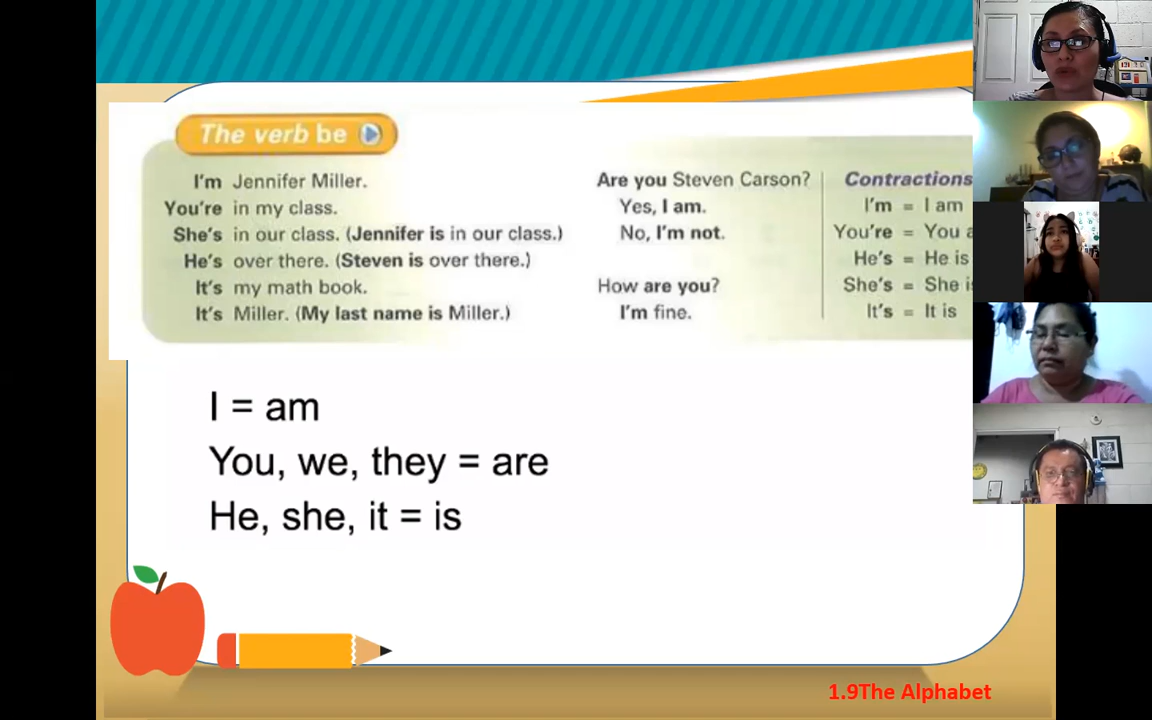 The verb be
I'm Jennifer Miller.
You're in my class.
She's in our class. (Jennifer is in our class.)
He's over there. (Steven is over there.)
It's my math book.
It's Miller. (My last name is Miller.)
Are you Steven Carson?
Yes, I am.
No, I'm not.
How are you?
I'm fine.
Contractions
I'm = I am
You're = You a
He's = He is
She's = She i
It's = It is
I = am
You, we, they = are
He, she, it = is
1.9The Alphabet